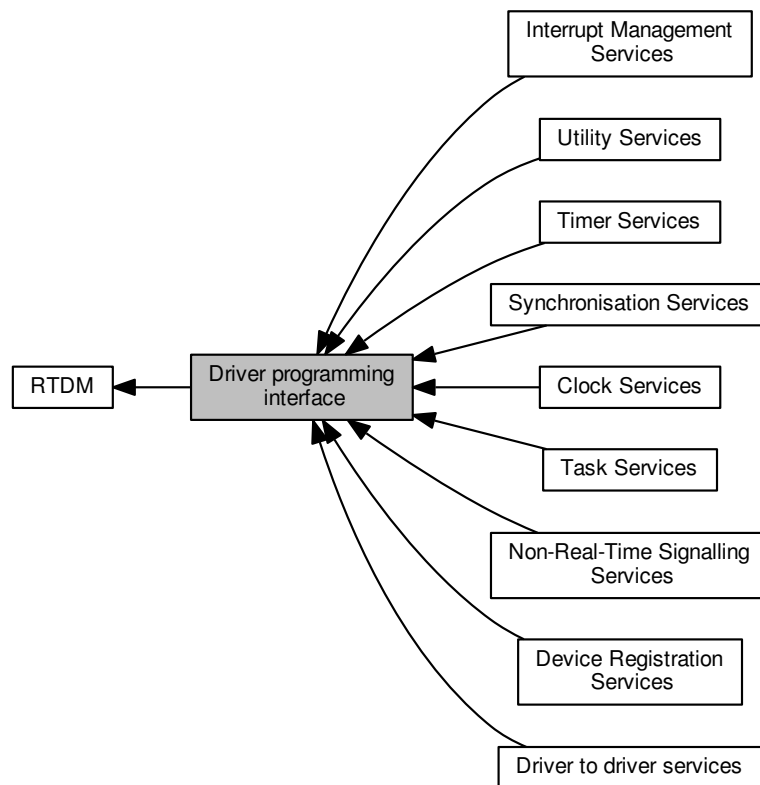 Interrupt Management
Services
Utility Services
Timer Services
Synchronisation Services
RTDM
Driver programming
interface
Clock Services
Task Services
Non-Real-Time Signalling
Services
Device Registration
Services
Driver to driver services